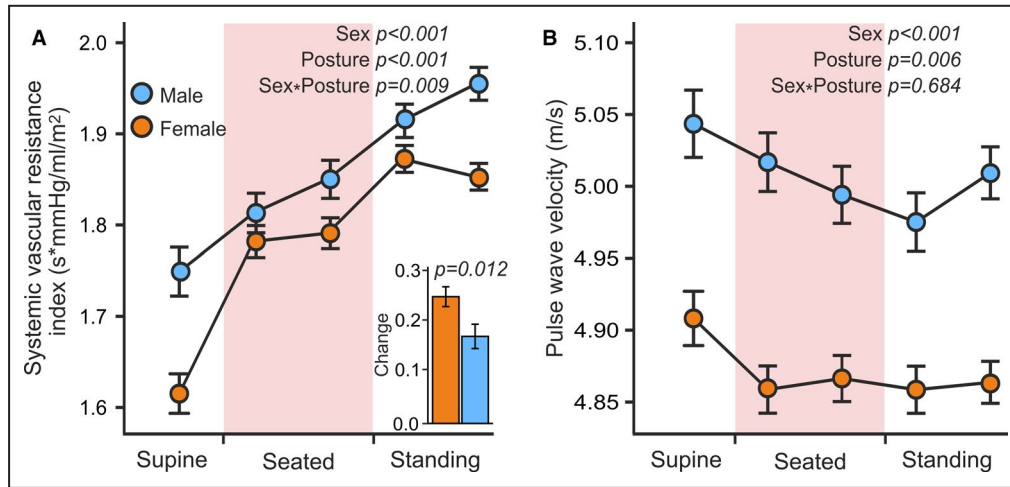 A
Sex p<0.001
Posture p<0.001
Sex*Posture p=0.009
Male
Female
Systemic vascular resistance
index (s*mmHg/ml/m2)
2.0
1.9
1.8
1.7
1.6
p=0.012
Change
0.3
0.2
0.1
0.0
Supine
Seated
Standing
B
Sex p<0.001
Posture p=0.006
Sex*Posture p=0.684
Pulse wave velocity (m/s)
5.10
5.05
5.00
4.95
4.90
4.85
Supine
Seated
Standing